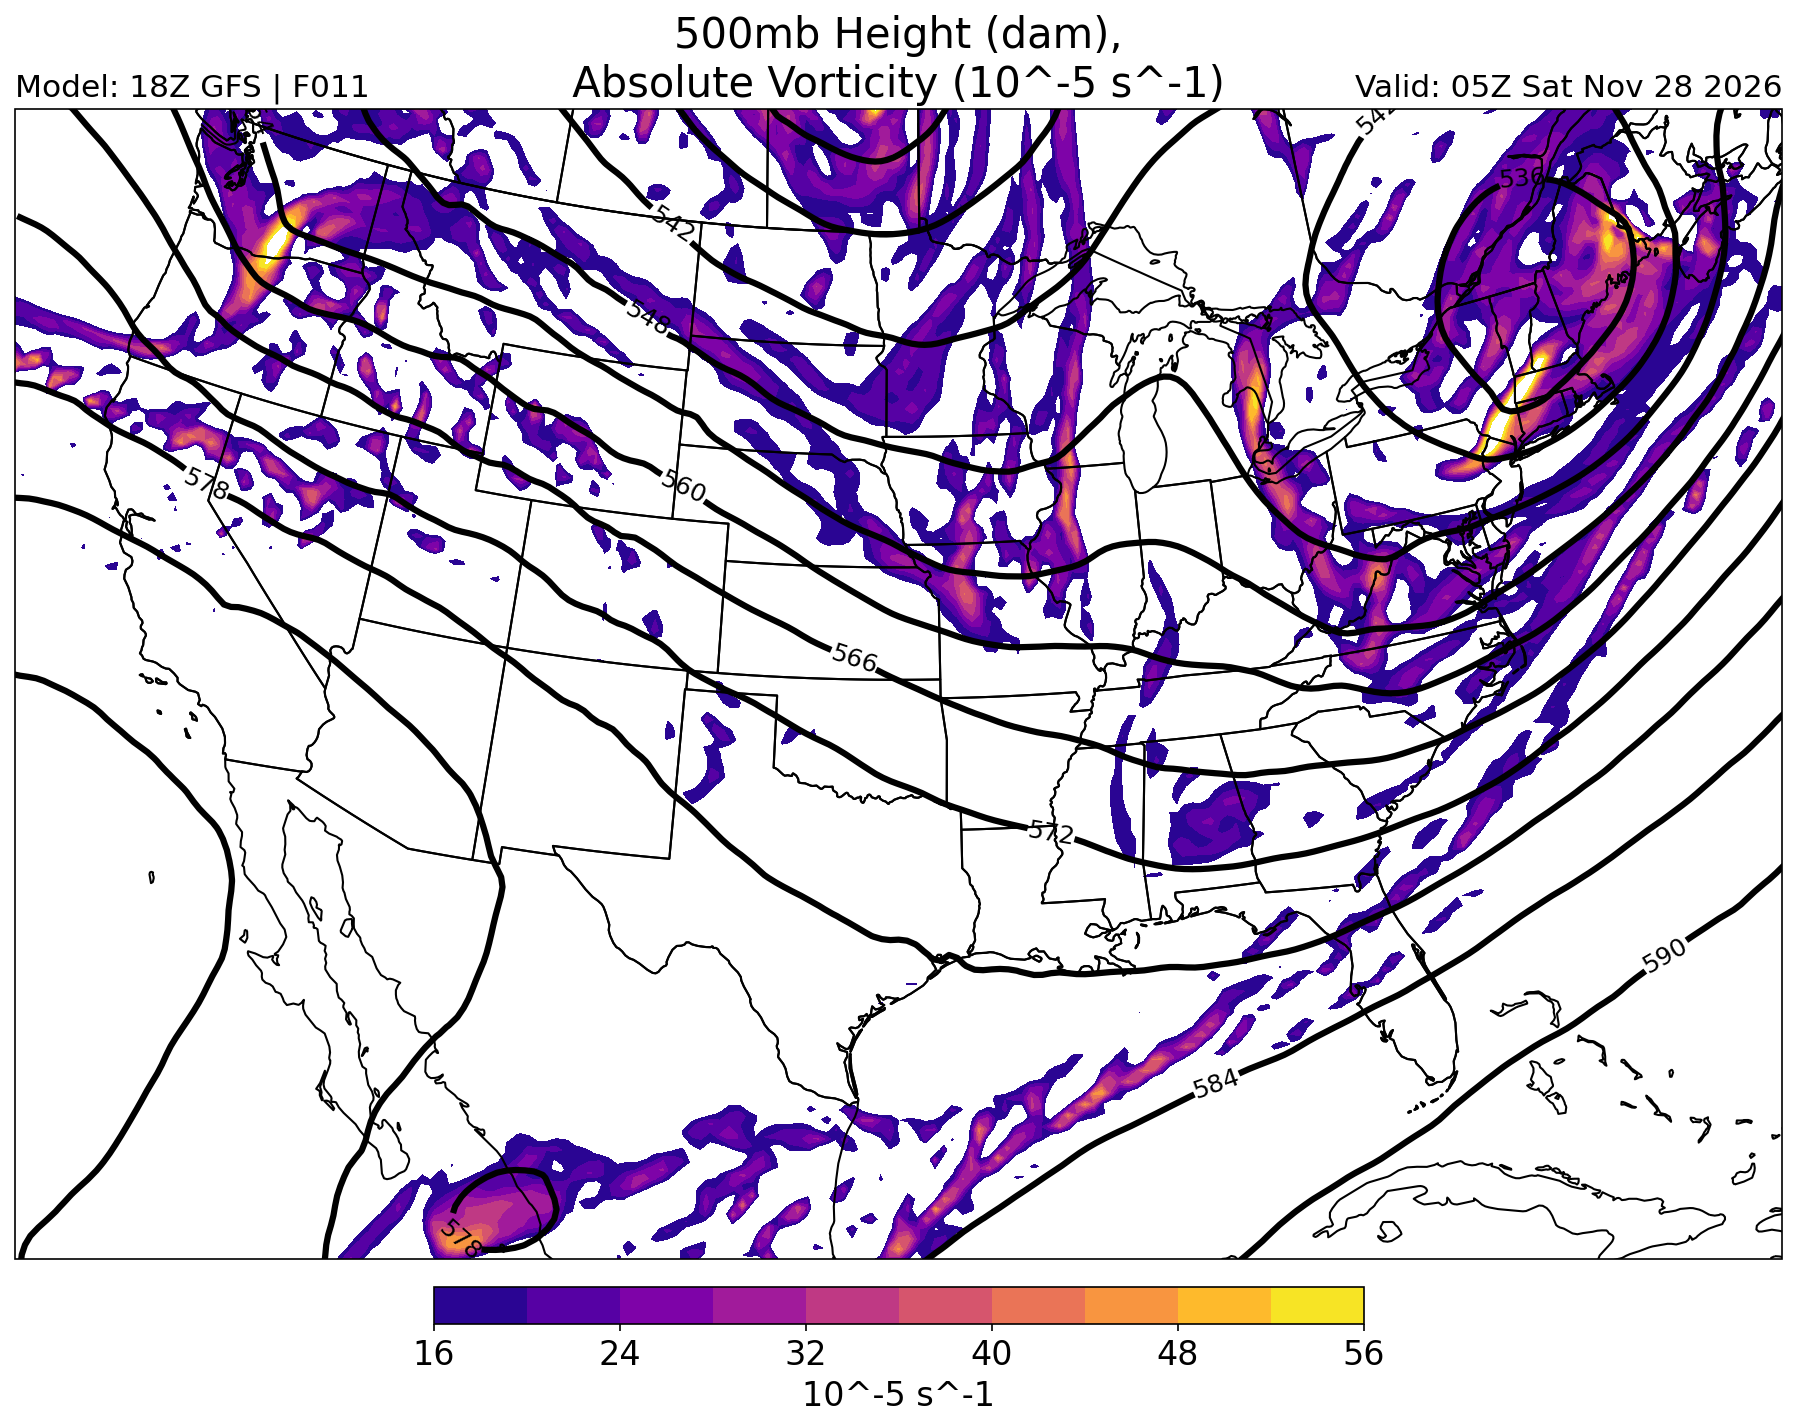 500mb Height (dam),
Absolute Vorticity (10^-5 s^-1)
Model: 18Z GFS | F011
Valid: 05Z Sat Nov 28 2026
542
536
542
548
578
560
566
572
590
584
578
16 24 32 40 48 56
10^-5 s^-1